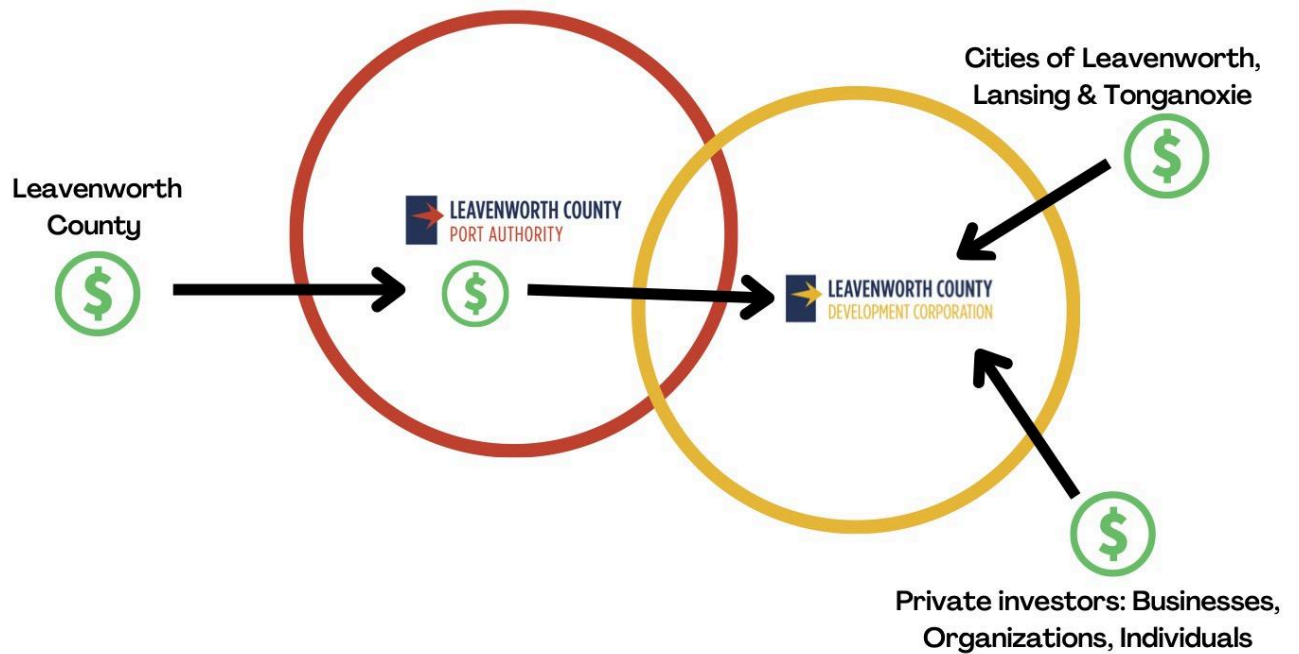 Cities of Leavenworth,
Lansing & Tonganoxie
$
Leavenworth
County
$
LEAVENWORTH COUNTY
PORT AUTHORITY
$
LEAVENWORTH COUNTY
DEVELOPMENT CORPORATION
$
Private investors: Businesses,
Organizations, Individuals